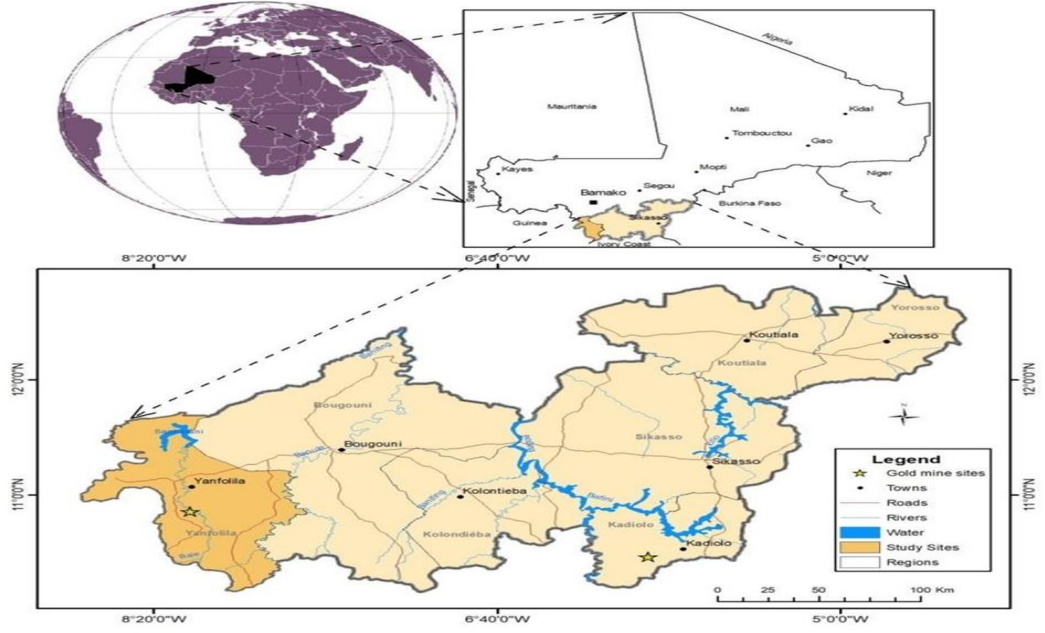 Algeria
Mauritania
Mali
Kidal
Tombouctou
Gao
Kayes
Mopti
Niger
Senegal
Segou
Bamako
Burkina Faso
Guinea
Sikasso
Ivory Coast
8°20'0"W
6°40'0"W
5°0'0"W
Yorosso
Koutiala
Yorosso
Koutiala
12°0'0"N
12°0'0"N
Bougouni
Sikasso
Bougouni
Sikasso
Yanfolila
Kolontieba
11°0'0"N
11°0'0"N
Kadiolo
Yanfolila
Kolondiéba
Kadiolo
N
Legend
Gold mine sites
Towns
Roads
Rivers
Water
Study Sites
Regions
0 25 50 100 Km
8°20'0"W
6°40'0"W
5°0'0"W